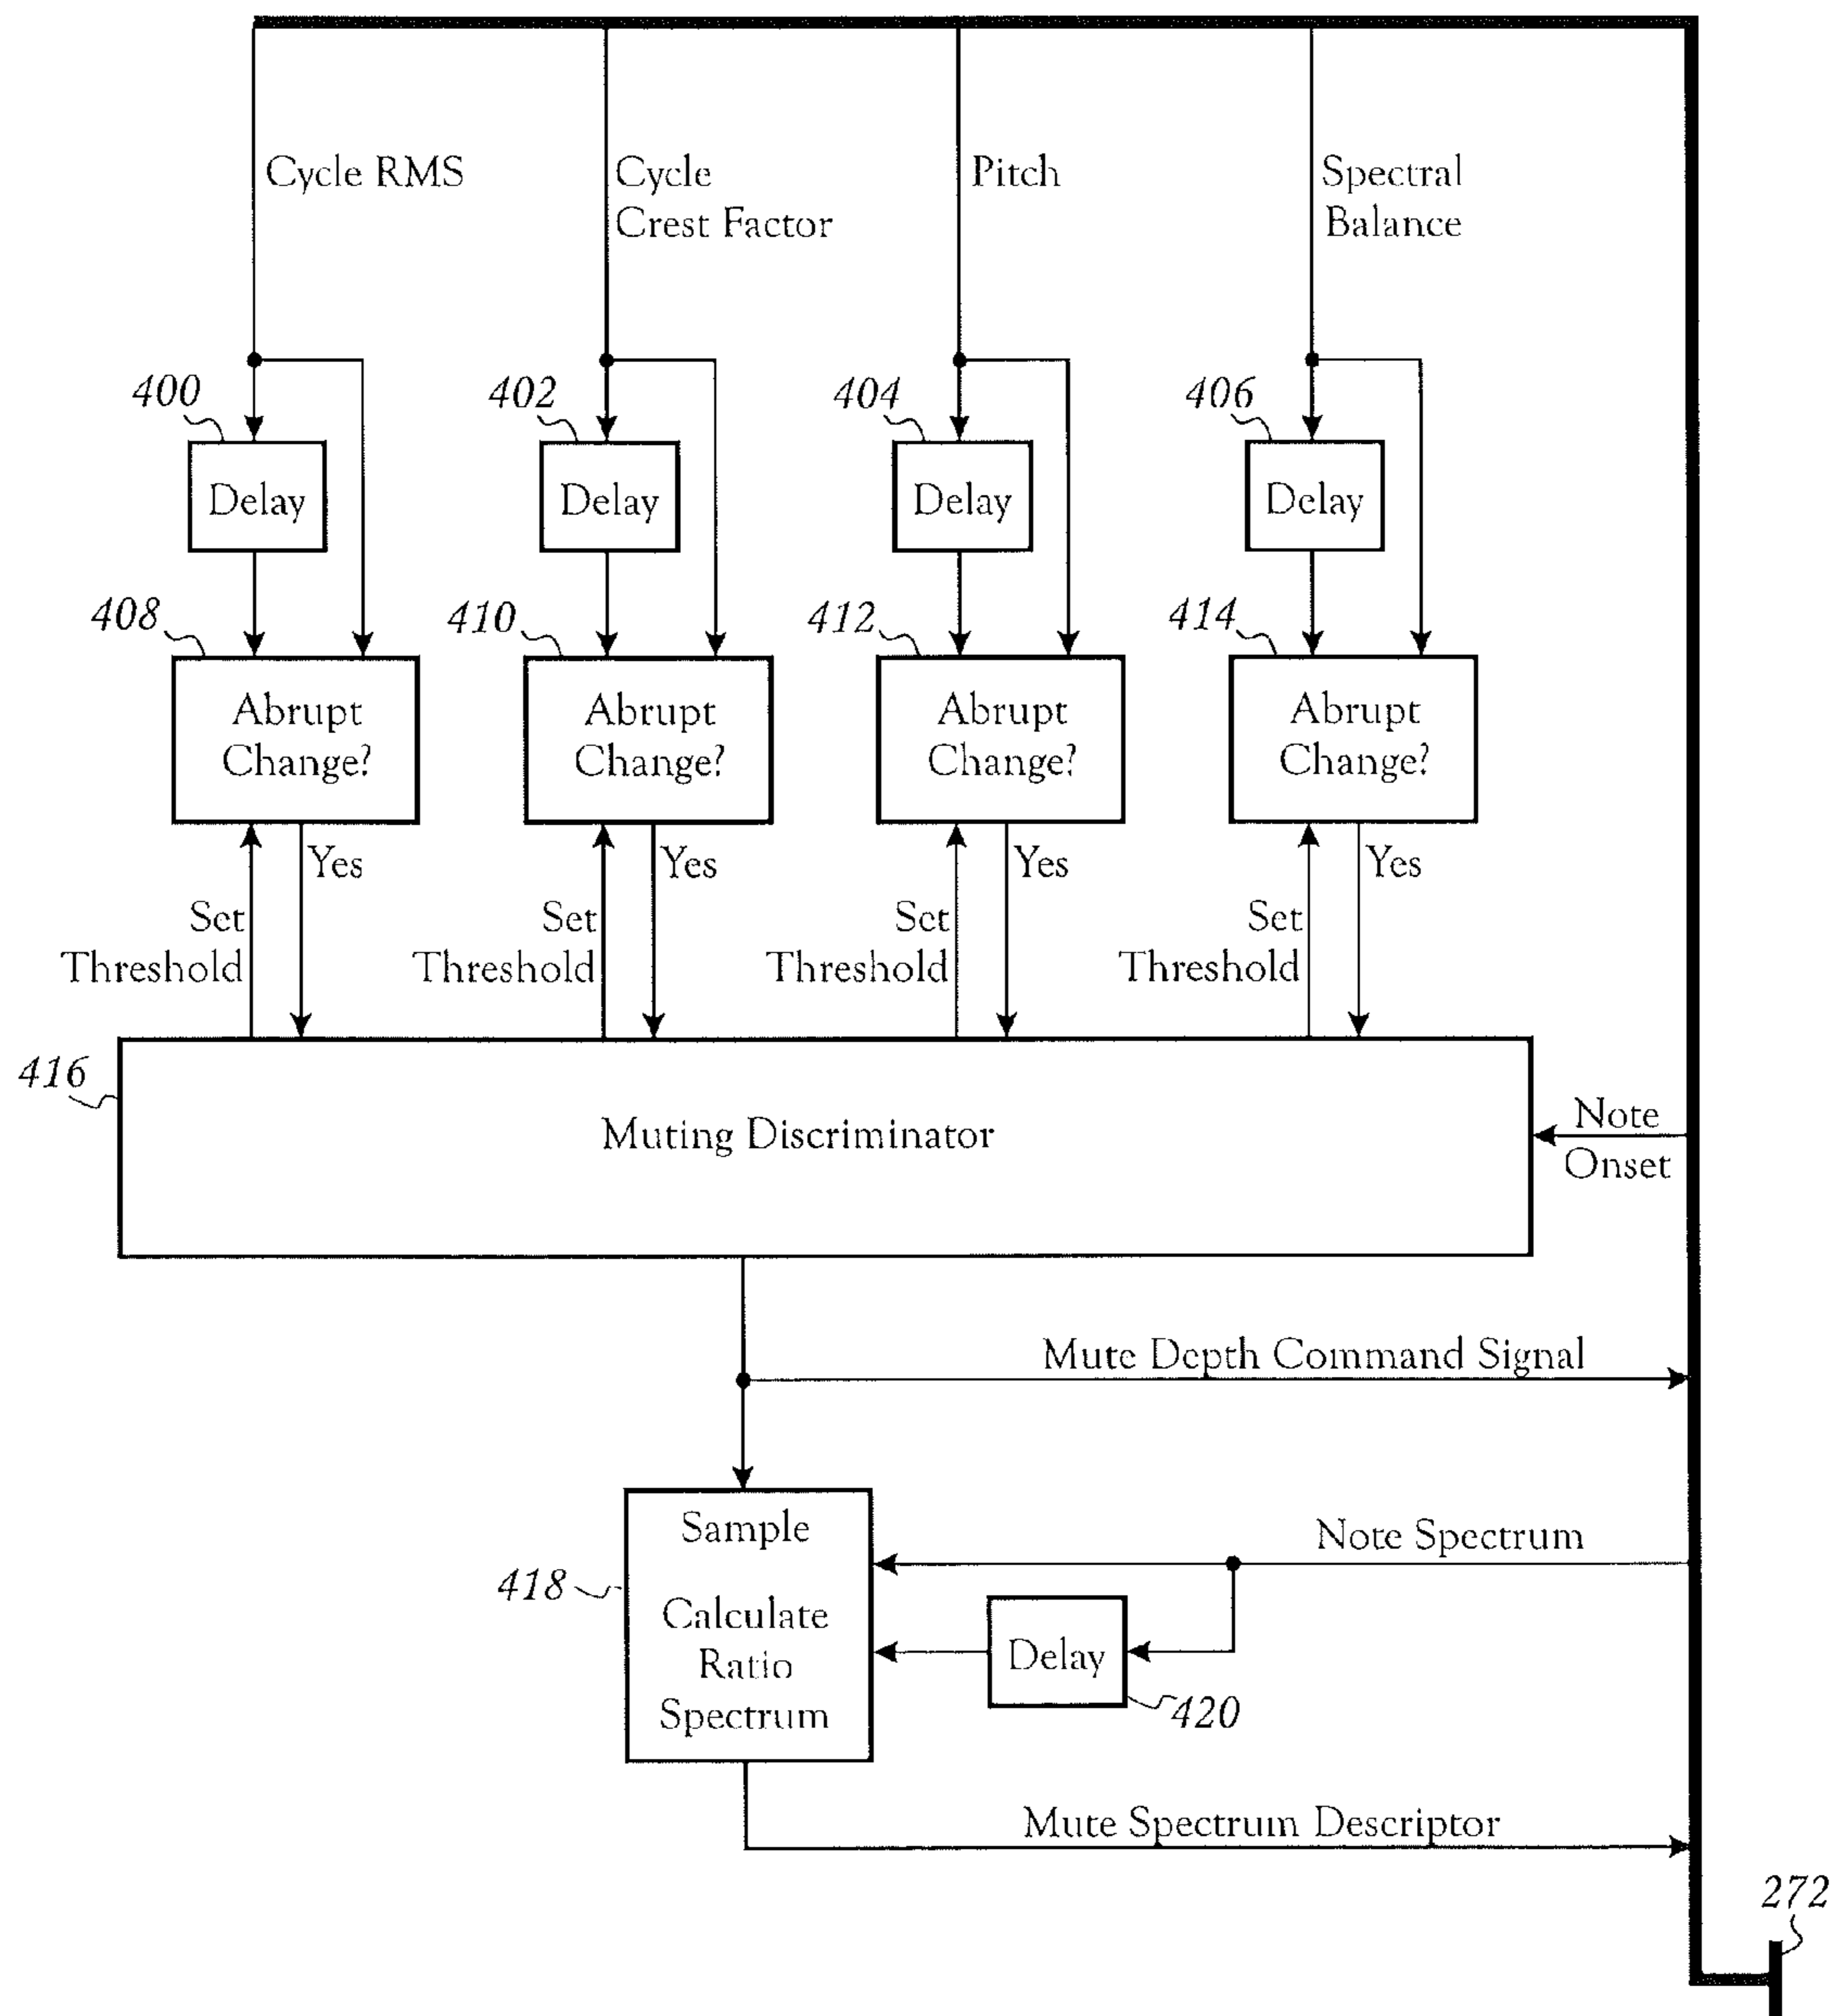 Cycle RMS
Cycle
Crest Factor
Pitch
Spectral
Balance
400
402
404
406
Delay
Delay
Delay
Delay
408
410
412
414
Abrupt
Change?
Abrupt
Change?
Abrupt
Change?
Abrupt
Change?
Yes
Yes
Yes
Yes
Set
Threshold
Set
Threshold
Set
Threshold
Set
Threshold
416
Muting Discriminator
Note
Onset
Mute Depth Command Signal
Sample
Calculate
Ratio
Spectrum
418
Note Spectrum
Delay
420
Mute Spectrum Descriptor
272